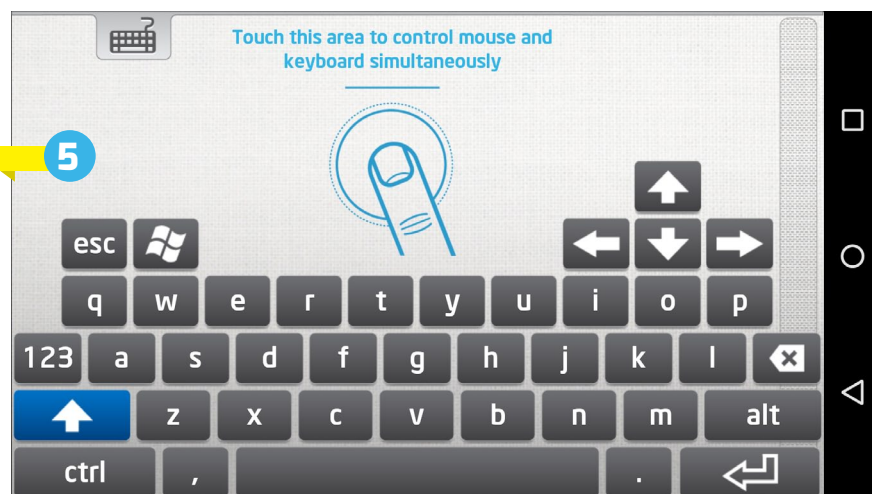 Touch this area to control mouse and
keyboard simultaneously
5
esc
q w e r t y u i o p
123 a s d f g h j k l
z x c v b n m alt
ctrl , .